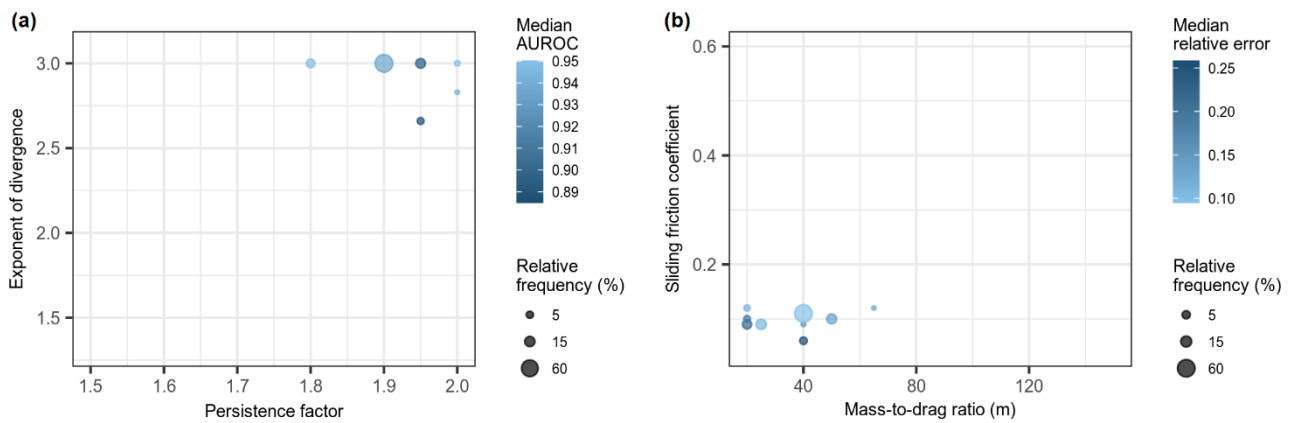 (a)
3.0
2.5
2.0
1.5
Exponent of divergence
1.5
1.6
1.7
1.8
1.9
2.0
Persistence factor
Median
AUROC
0.95
0.94
0.93
0.92
0.91
0.90
0.89
Relative
frequency (%)
5
15
60
(b)
0.6
0.4
0.2
Sliding friction coefficient
40
80
120
Mass-to-drag ratio (m)
Median
relative error
0.25
0.20
0.15
0.10
Relative
frequency (%)
5
15
60